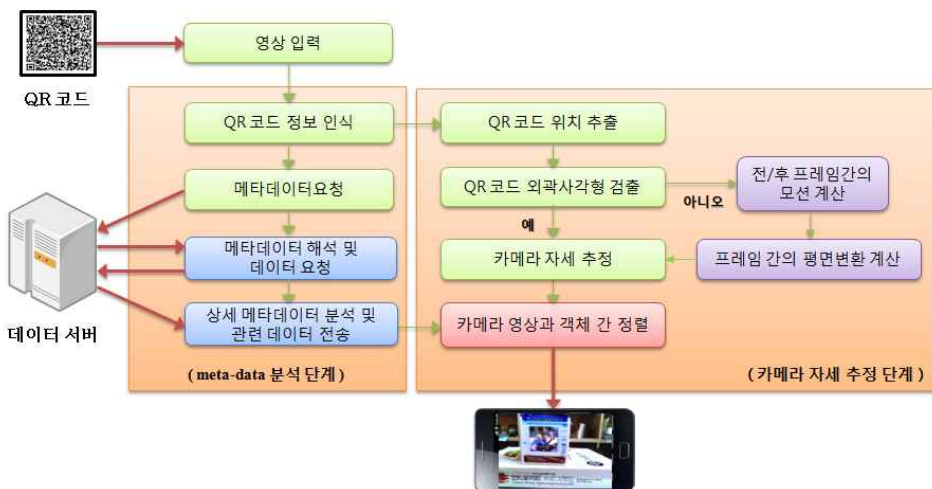 영상 입력
QR 코드
QR 코드 정보 인식
QR 코드 위치 추출
메타데이터요청
QR 코드 외곽사각형 검출
아니오
전/후 프레임간의
모션 계산
예
메타데이터 해석 및
데이터 요청
카메라 자세 추정
프레임 간의 평면변환 계산
데이터 서버
상세 메타데이터 분석 및
관련 데이터 전송
카메라 영상과 객체 간 정렬
( meta-data 분석 단계 )
( 카메라 자세 추정 단계 )